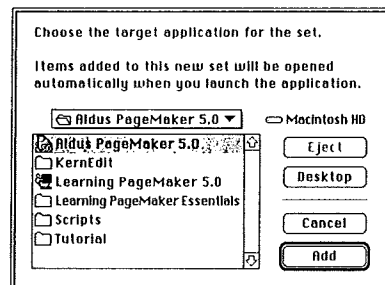 Choose the target application for the set.
Items added to this new set will be opened
automatically when you launch the application.
Aldus PageMaker 5.0
Macintosh HD
Aldus PageMaker 5.0
KernEdit
Learning PageMaker 5.0
Learning PageMaker Essentials
Scripts
Tutorial
Eject
Desktop
Cancel
Add